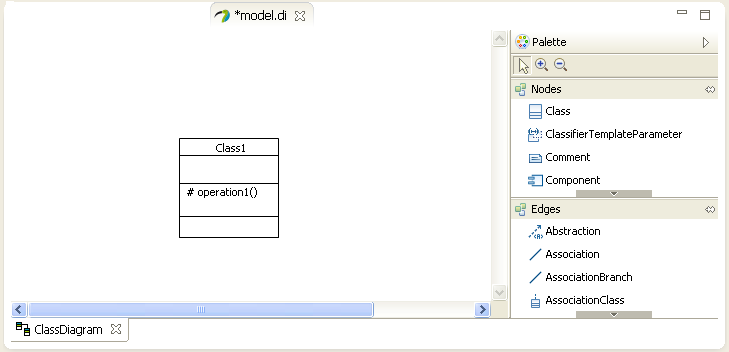 *model.di
Palette
Nodes
Class
ClassifierTemplateParameter
Comment
Component
Class1
# operation1()
Edges
Abstraction
Association
AssociationBranch
AssociationClass
ClassDiagram